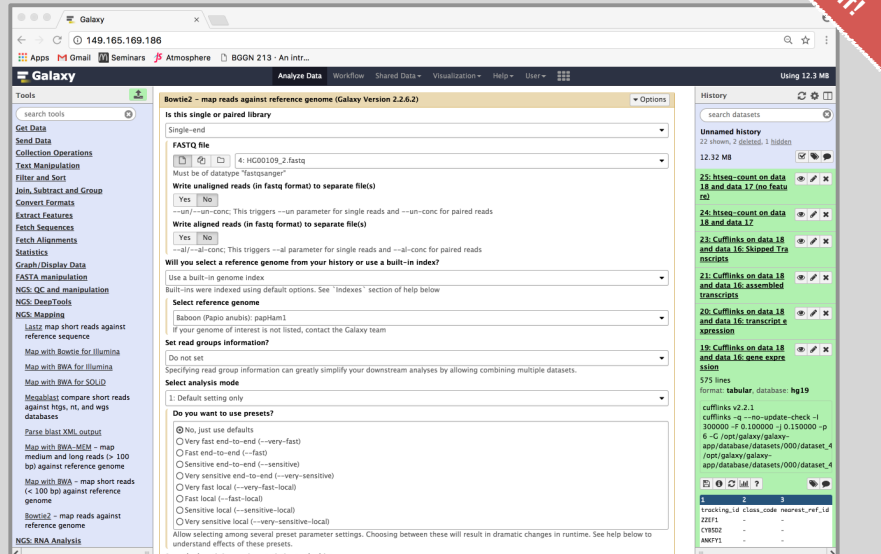 Galaxy
149.165.169.186
Apps Gmail Seminars Atmosphere BGGN 213 · An intr...
Galaxy
Analyze Data Workflow Shared Data Visualization Help User
Using 12.3 MB
Tools
search tools
Get Data
Send Data
Collection Operations
Text Manipulation
Filter and Sort
Join, Subtract and Group
Convert Formats
Extract Features
Fetch Sequences
Fetch Alignments
Statistics
Graph/Display Data
FASTA manipulation
NGS: QC and manipulation
NGS: DeepTools
NGS: Mapping
Lastz map short reads against
reference sequence
Map with Bowtie for Illumina
Map with BWA for Illumina
Map with BWA for SOLiD
Megablast compare short reads
against htgs, nt, and wgs
databases
Parse blast XML output
Map with BWA-MEM - map
medium and long reads (> 100
bp) against reference genome
Map with BWA - map short reads
(< 100 bp) against reference
genome
Bowtie2 - map reads against
reference genome
NGS: RNA Analysis
Bowtie2 - map reads against reference genome (Galaxy Version 2.2.6.2)
Options
Is this single or paired library
Single-end
FASTQ file
4: HG00109_2.fastq
Must be of datatype "fastqsanger"
Write unaligned reads (in fastq format) to separate file(s)
Yes No
--un/--un-conc; This triggers --un parameter for single reads and --un-conc for paired reads
Write aligned reads (in fastq format) to separate file(s)
Yes No
--al/--al-conc; This triggers --al parameter for single reads and --al-conc for paired reads
Will you select a reference genome from your history or use a built-in index?
Use a built-in genome index
Built-ins were indexed using default options. See `Indexes` section of help below
Select reference genome
Baboon (Papio anubis): papHam1
If your genome of interest is not listed, contact the Galaxy team
Set read groups information?
Do not set
Specifying read group information can greatly simplify your downstream analyses by allowing combining multiple datasets.
Select analysis mode
1: Default setting only
Do you want to use presets?
No, just use defaults
Very fast end-to-end (--very-fast)
Fast end-to-end (--fast)
Sensitive end-to-end (--sensitive)
Very sensitive end-to-end (--very-sensitive)
Very fast local (--very-fast-local)
Fast local (--fast-local)
Sensitive local (--sensitive-local)
Very sensitive local (--very-sensitive-local)
Allow selecting among several preset parameter settings. Choosing between these will result in dramatic changes in runtime. See help below to
understand effects of these presets.
History
search datasets
Unnamed history
22 shown, 2 deleted, 1 hidden
12.32 MB
25: htseq-count on data
18 and data 17 (no featu
re)
24: htseq-count on data
18 and data 17
23: Cufflinks on data 18
and data 16: Skipped Tra
nscripts
21: Cufflinks on data 18
and data 16: assembled
transcripts
20: Cufflinks on data 18
and data 16: transcript e
xpression
19: Cufflinks on data 18
and data 16: gene expre
ssion
575 lines
format: tabular, database: hg19
cufflinks v2.2.1
cufflinks -q --no-update-check -I
300000 -F 0.100000 -j 0.150000 -p
6 -G /opt/galaxy/galaxy-
app/database/datasets/000/dataset_4
/opt/galaxy/galaxy-
app/database/datasets/000/dataset_4
1 2 3
tracking_id class_code nearest_ref_id
ZZEF1 - -
CYB5D2 - -
ANKFY1 - -